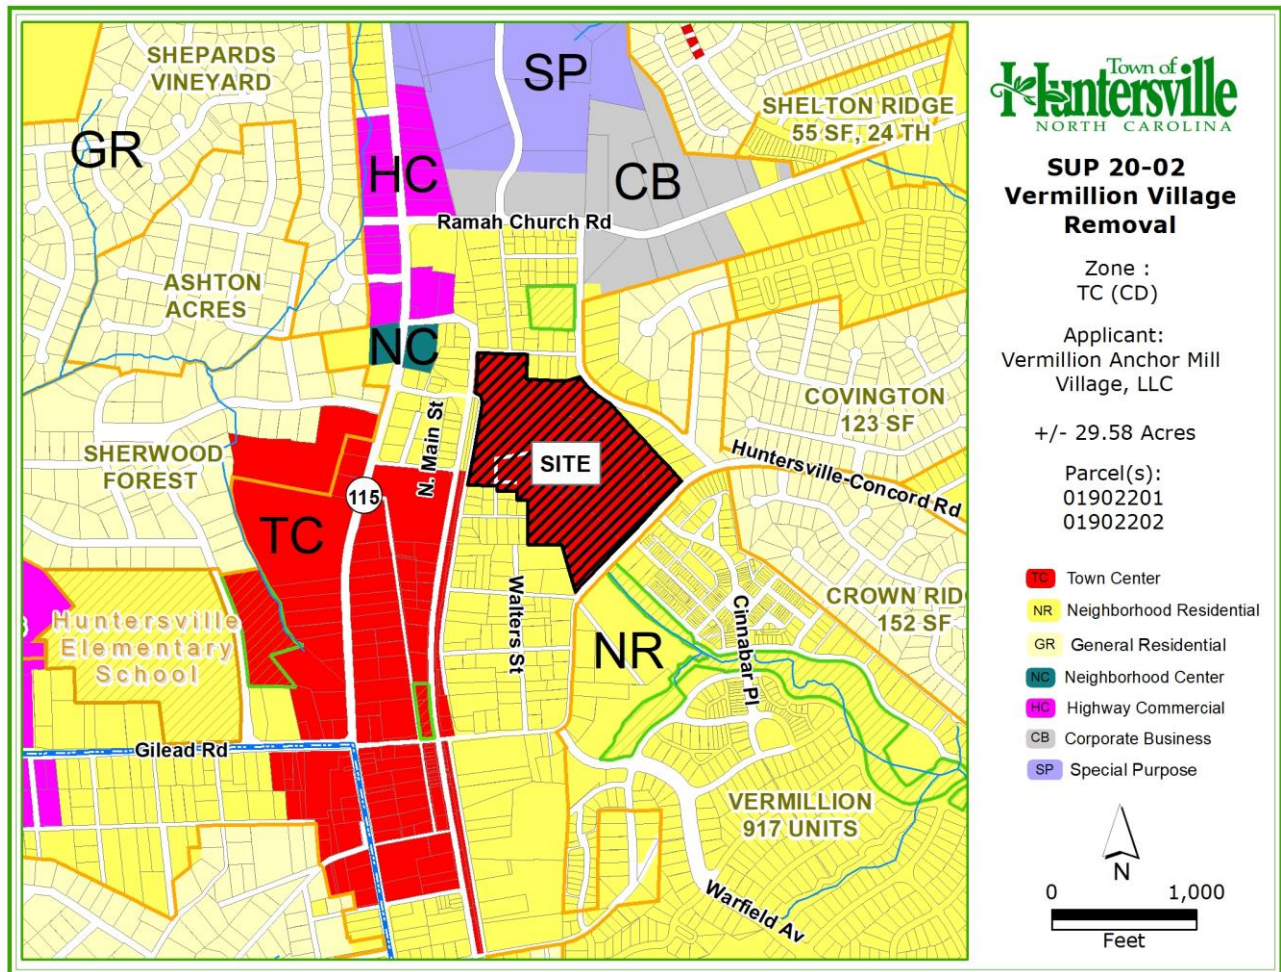 SHEPARDS
VINEYARD
GR
HC
SP
SHELTON RIDGE
55 SF, 24 TH
CB
Ramah Church Rd
ASHTON
ACRES
NC
COVINGTON
123 SF
N. Main St
SHERWOOD
FOREST
SITE
Huntersville-Concord Rd
115
TC
Walters St
Cinnabar Pl
CROWN RID
152 SF
Huntersville
Elementary
School
NR
Gilead Rd
VERMILLION
917 UNITS
Warfield Av
Town of
Huntersville
NORTH CAROLINA
SUP 20-02
Vermillion Village
Removal
Zone :
TC (CD)
Applicant:
Vermillion Anchor Mill
Village, LLC
+/- 29.58 Acres
Parcel(s):
01902201
01902202
TC Town Center
NR Neighborhood Residential
GR General Residential
NC Neighborhood Center
HC Highway Commercial
CB Corporate Business
SP Special Purpose
N
0 1,000
Feet